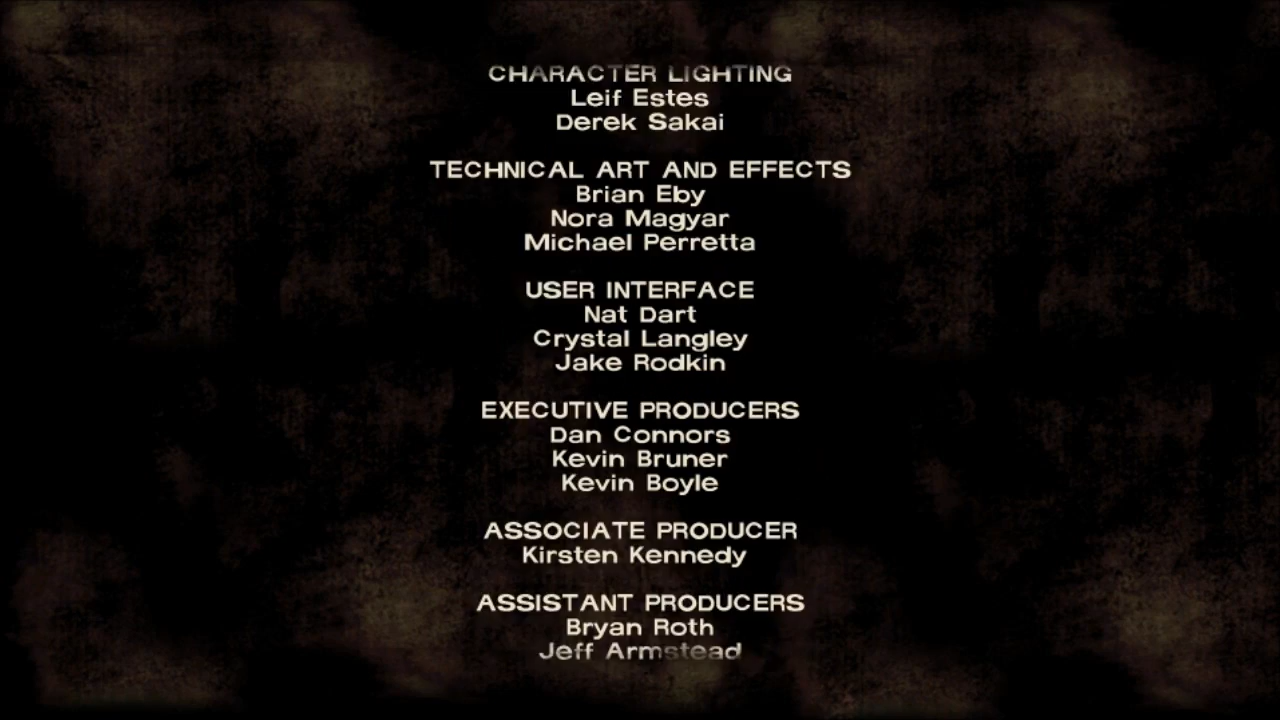 CHARACTER LIGHTING
Leif Estes
Derek Sakai
TECHNICAL ART AND EFFECTS
Brian Eby
Nora Magyar
Michael Perretta
USER INTERFACE
Nat Dart
Crystal Langley
Jake Rodkin
EXECUTIVE PRODUCERS
Dan Connors
Kevin Bruner
Kevin Boyle
ASSOCIATE PRODUCER
Kirsten Kennedy
ASSISTANT PRODUCERS
Bryan Roth
Jeff Armstead